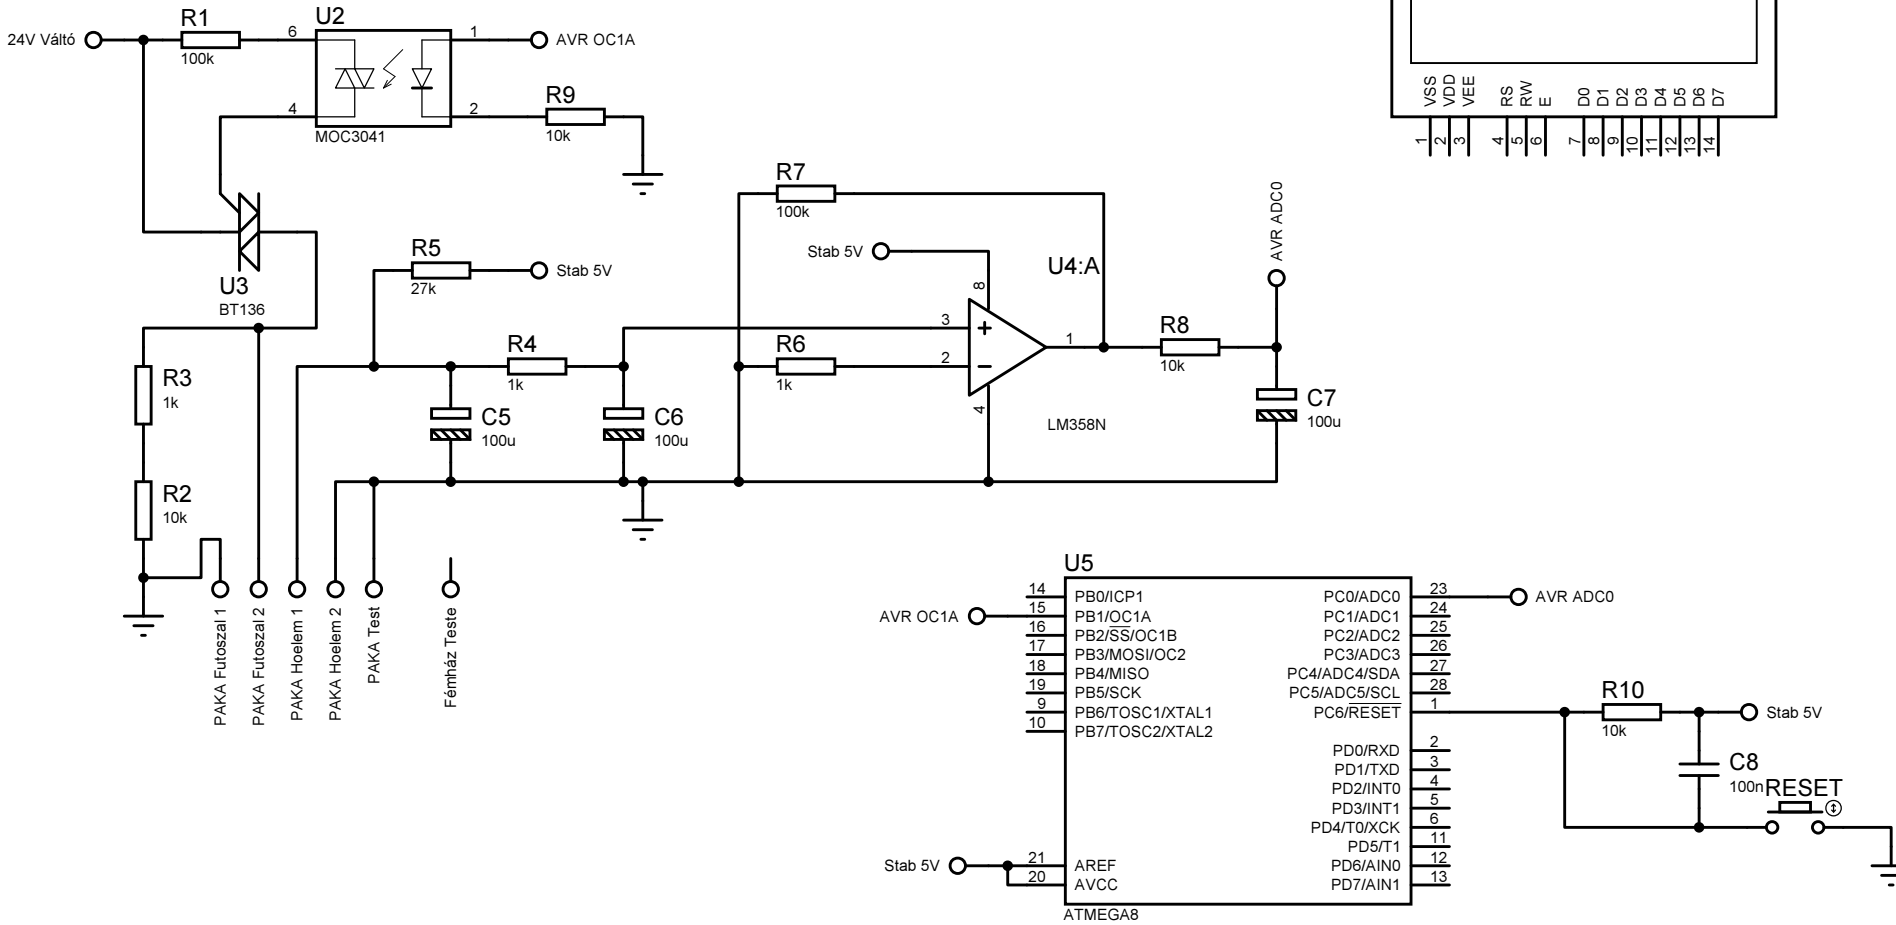 24V Váltó
R1
100k
U2
6
4
1
2
MOC3041
AVR OC1A
R9
10k
VSS
VDD
VEE
RS
RW
E
D0
D1
D2
D3
D4
D5
D6
D7
1
2
3
4
5
6
7
8
9
10
11
12
13
14
U3
BT136
R5
27k
Stab 5V
R7
100k
Stab 5V
8
U4:A
AVR ADC0
R4
1k
R6
1k
3
2
1
4
+
−
LM358N
R8
10k
C7
100u
R3
1k
R2
10k
C5
100u
C6
100u
PAKA Futoszal 1
PAKA Futoszal 2
PAKA Hoelem 1
PAKA Hoelem 2
PAKA Test
Fémház Teste
U5
AVR OC1A
14 PB0/ICP1
15 PB1/OC1A
16 PB2/SS/OC1B
17 PB3/MOSI/OC2
18 PB4/MISO
19 PB5/SCK
9 PB6/TOSC1/XTAL1
10 PB7/TOSC2/XTAL2
Stab 5V
21 AREF
20 AVCC
PC0/ADC0 23
PC1/ADC1 24
PC2/ADC2 25
PC3/ADC3 26
PC4/ADC4/SDA 27
PC5/ADC5/SCL 28
PC6/RESET 1
PD0/RXD 2
PD1/TXD 3
PD2/INT0 4
PD3/INT1 5
PD4/T0/XCK 6
PD5/T1 11
PD6/AIN0 12
PD7/AIN1 13
ATMEGA8
AVR ADC0
R10
10k
Stab 5V
C8
100n
RESET